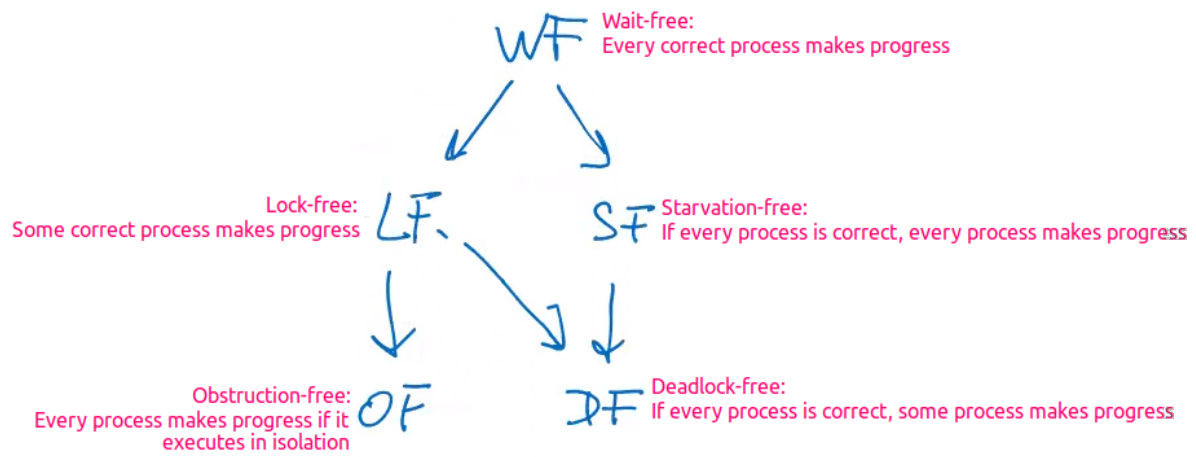 WF
Wait-free:
Every correct process makes progress
Lock-free:
Some correct process makes progress
LF.
SF
Starvation-free:
If every process is correct, every process makes progress
Obstruction-free:
Every process makes progress if it
executes in isolation
OF
DF
Deadlock-free:
If every process is correct, some process makes progress